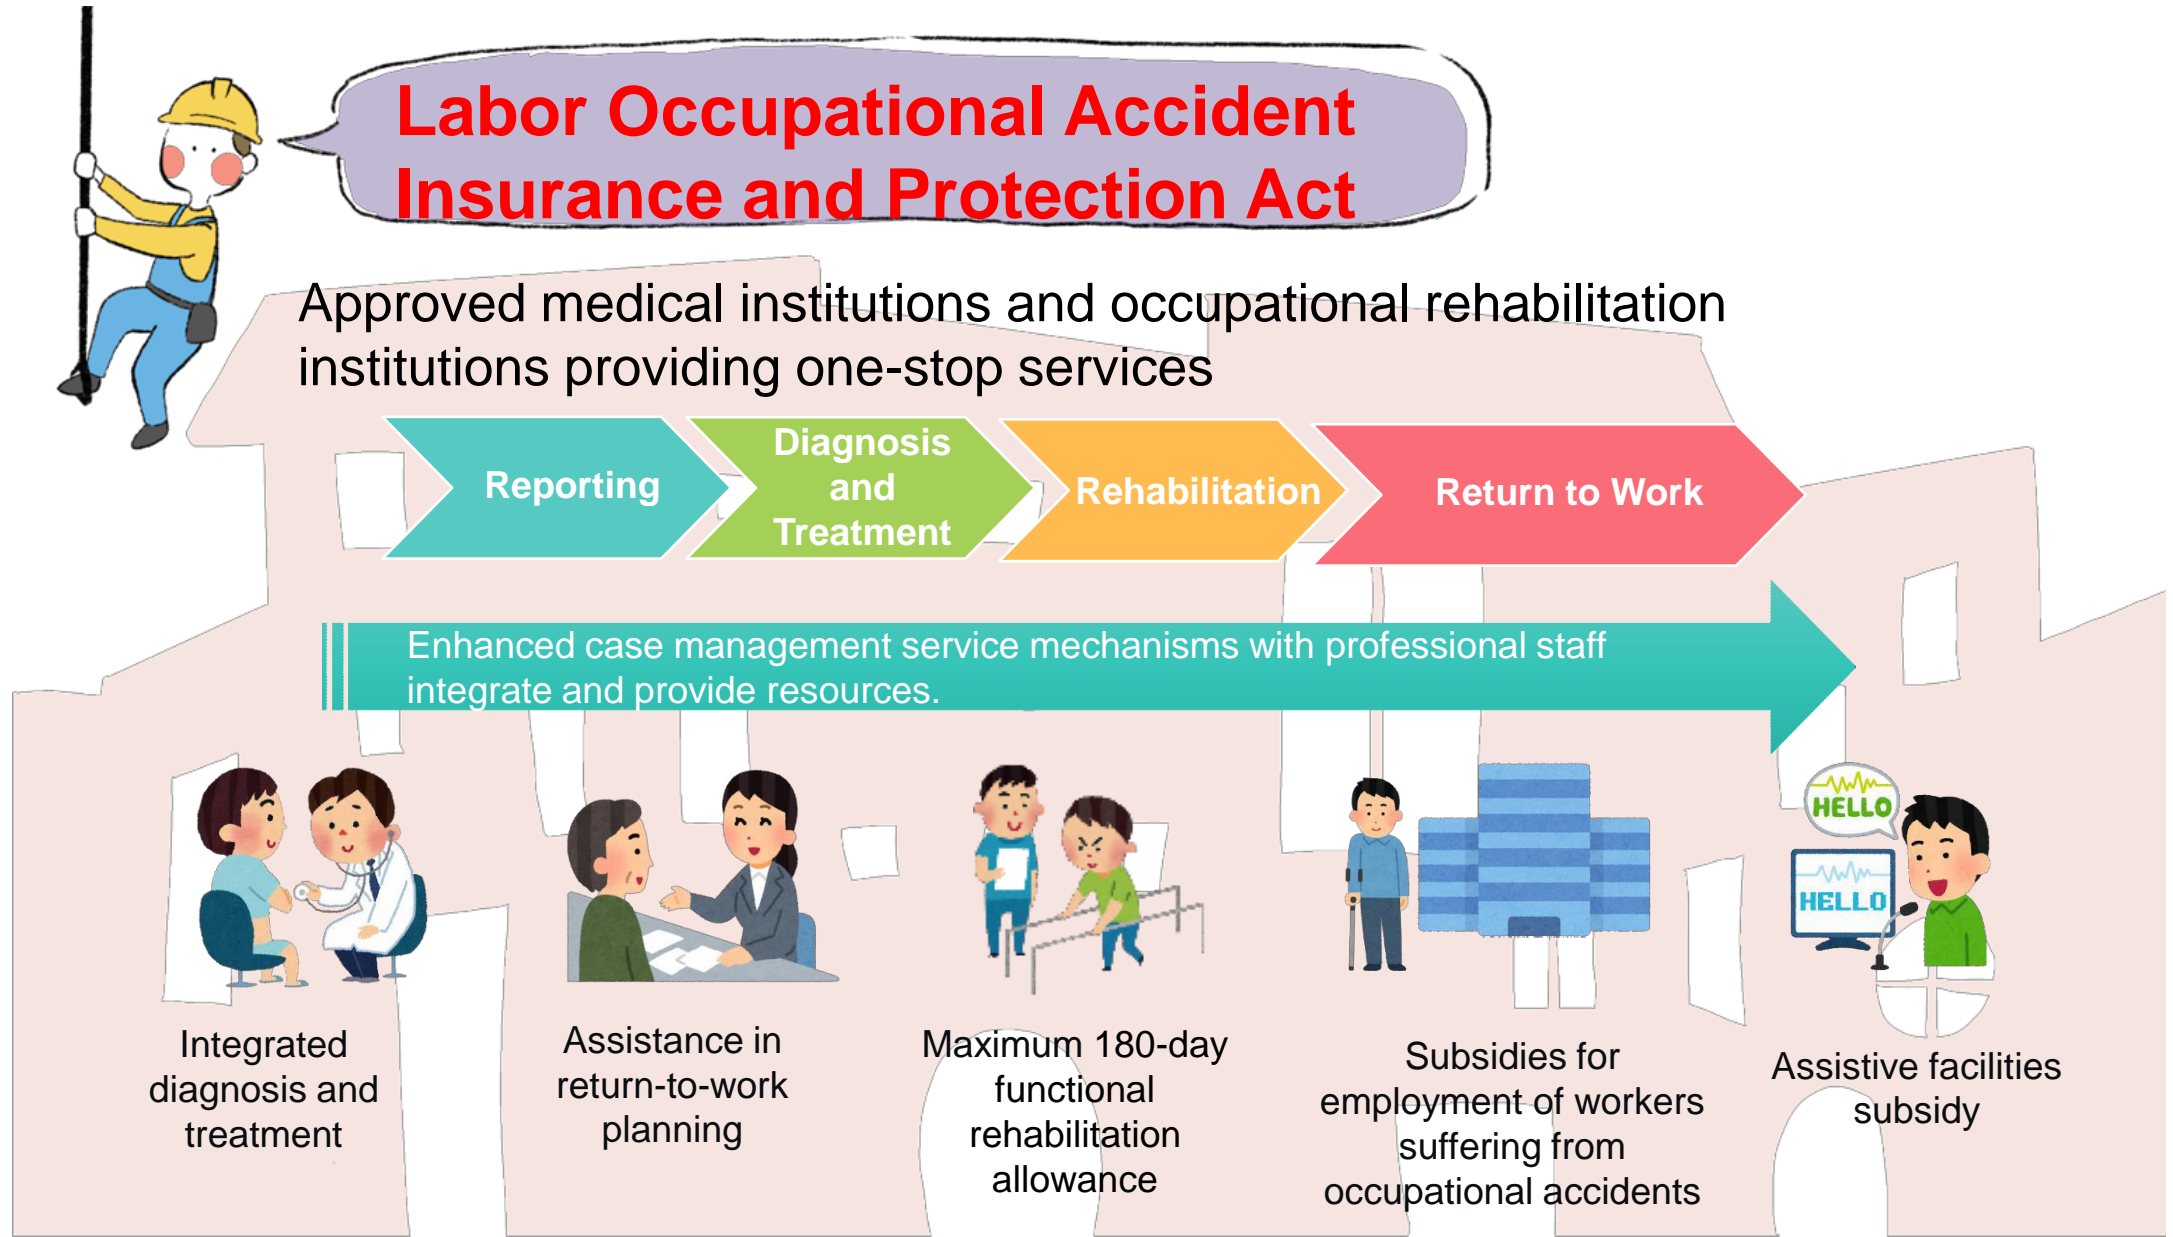 Labor Occupational Accident
Insurance and Protection Act
Approved medical institutions and occupational rehabilitation
institutions providing one-stop services
Reporting
Diagnosis
and
Treatment
Rehabilitation
Return to Work
Enhanced case management service mechanisms with professional staff
integrate and provide resources.
HELLO
HELLO
Integrated
diagnosis and
treatment
Assistance in
return-to-work
planning
Maximum 180-day
functional
rehabilitation
allowance
Subsidies for
employment of workers
suffering from
occupational accidents
Assistive facilities
subsidy